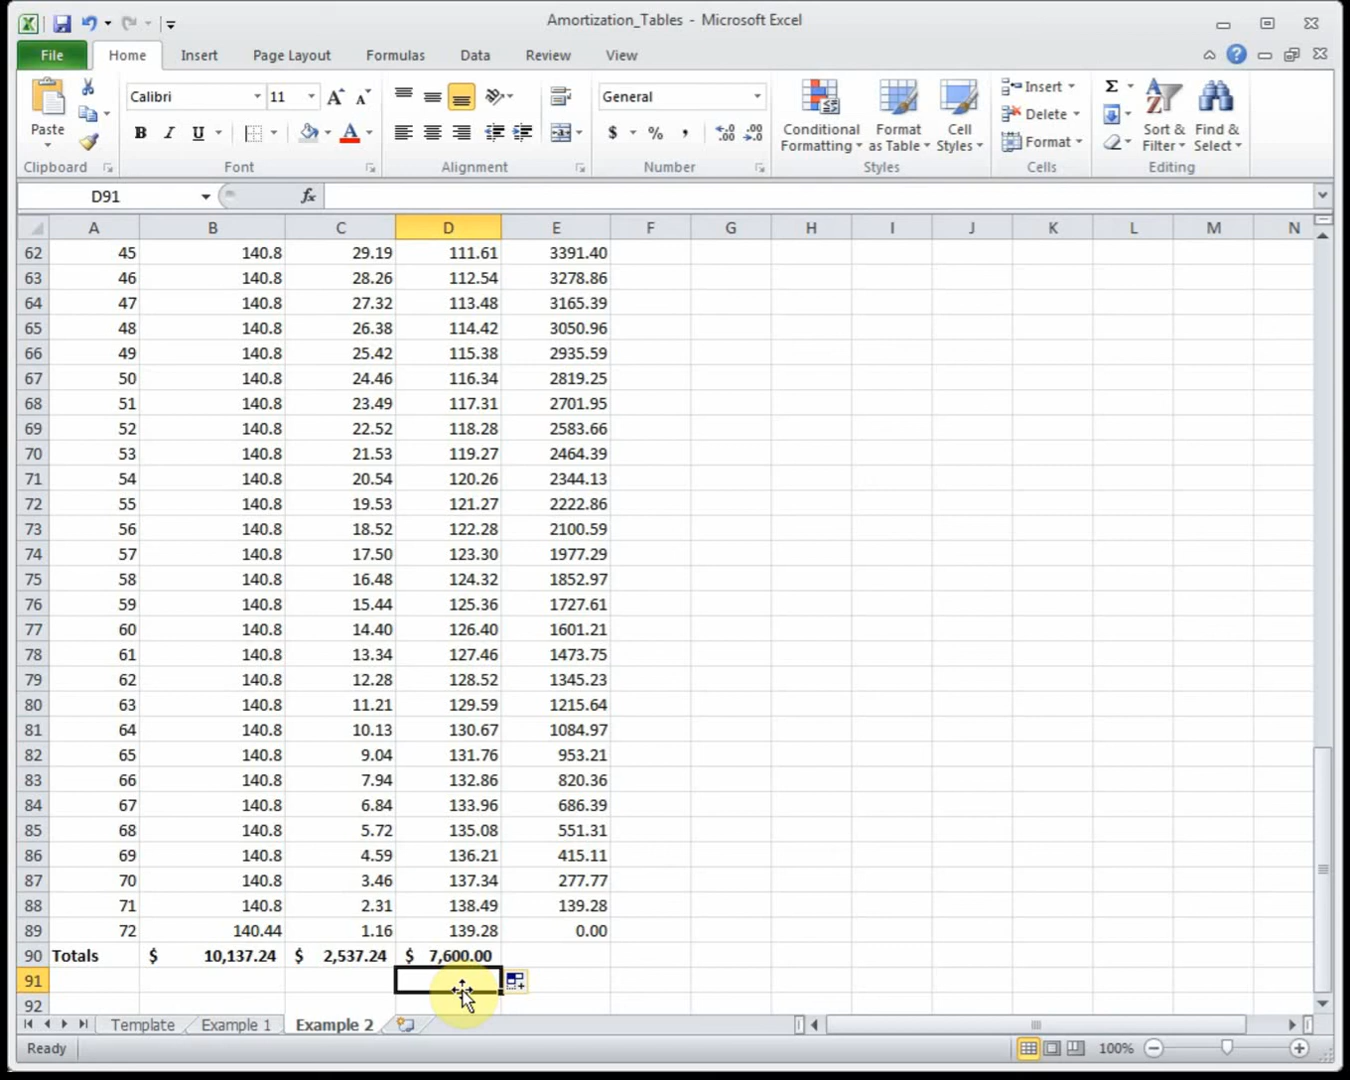 Amortization_Tables - Microsoft Excel
File Home Insert Page Layout Formulas Data Review View
Calibri 11 General
Paste
B I U $ % ,
Conditional Formatting
Format as Table
Cell Styles
Insert
Delete
Format
Σ
Sort & Filter
Find & Select
Clipboard Font Alignment Number Styles Cells Editing
D91 fx
A B C D E F G H I J K L M N
62 45 140.8 29.19 111.61 3391.40
63 46 140.8 28.26 112.54 3278.86
64 47 140.8 27.32 113.48 3165.39
65 48 140.8 26.38 114.42 3050.96
66 49 140.8 25.42 115.38 2935.59
67 50 140.8 24.46 116.34 2819.25
68 51 140.8 23.49 117.31 2701.95
69 52 140.8 22.52 118.28 2583.66
70 53 140.8 21.53 119.27 2464.39
71 54 140.8 20.54 120.26 2344.13
72 55 140.8 19.53 121.27 2222.86
73 56 140.8 18.52 122.28 2100.59
74 57 140.8 17.50 123.30 1977.29
75 58 140.8 16.48 124.32 1852.97
76 59 140.8 15.44 125.36 1727.61
77 60 140.8 14.40 126.40 1601.21
78 61 140.8 13.34 127.46 1473.75
79 62 140.8 12.28 128.52 1345.23
80 63 140.8 11.21 129.59 1215.64
81 64 140.8 10.13 130.67 1084.97
82 65 140.8 9.04 131.76 953.21
83 66 140.8 7.94 132.86 820.36
84 67 140.8 6.84 133.96 686.39
85 68 140.8 5.72 135.08 551.31
86 69 140.8 4.59 136.21 415.11
87 70 140.8 3.46 137.34 277.77
88 71 140.8 2.31 138.49 139.28
89 72 140.44 1.16 139.28 0.00
90 Totals $ 10,137.24 $ 2,537.24 $ 7,600.00
91
92
Template Example 1 Example 2
Ready 100%